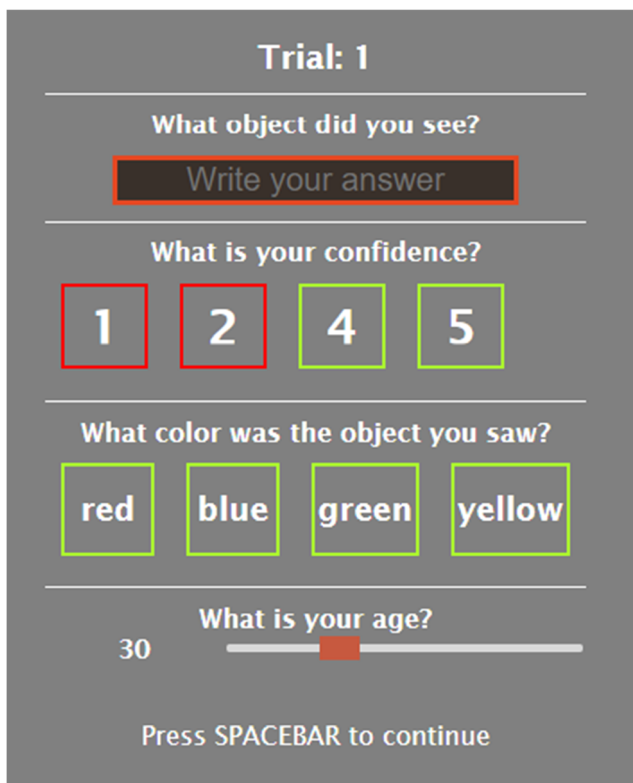 Trial: 1
What object did you see?
Write your answer
What is your confidence?
1 2 4 5
What color was the object you saw?
red blue green yellow
What is your age?
30
Press SPACEBAR to continue